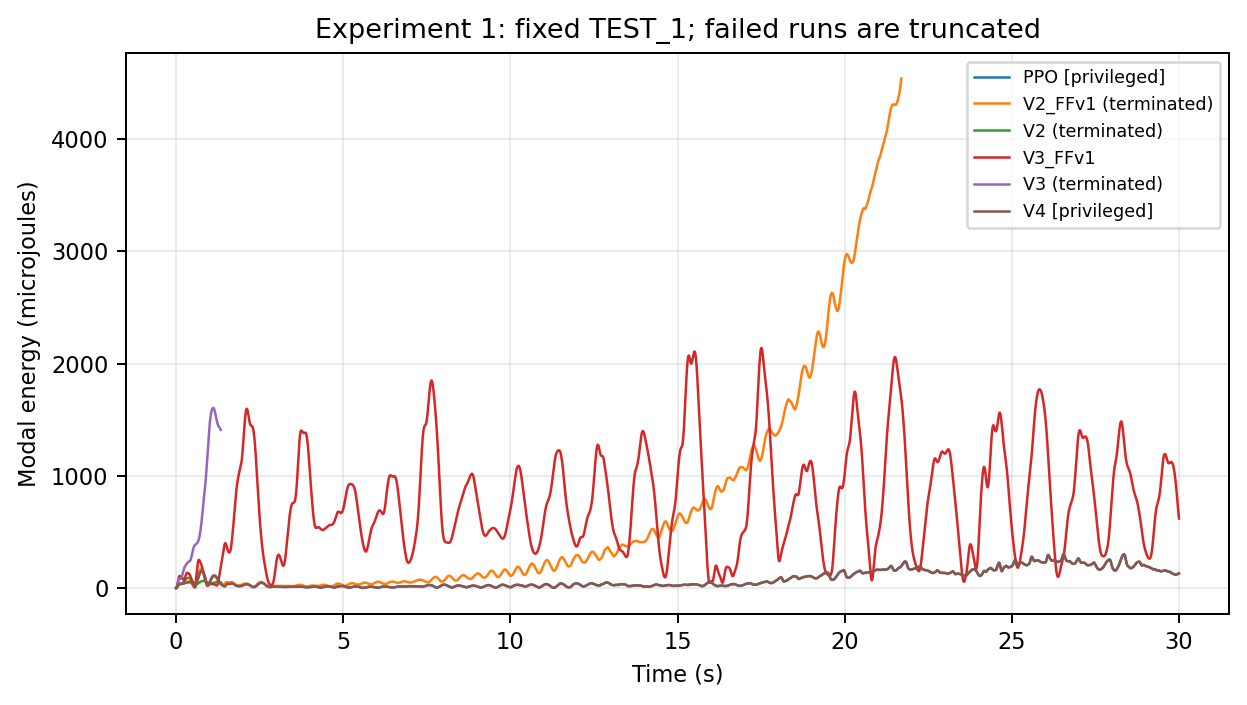 Experiment 1: fixed TEST_1; failed runs are truncated
Modal energy (microjoules)
4000
3000
2000
1000
0
PPO [privileged]
V2_FFv1 (terminated)
V2 (terminated)
V3_FFv1
V3 (terminated)
V4 [privileged]
0 5 10 15 20 25 30
Time (s)